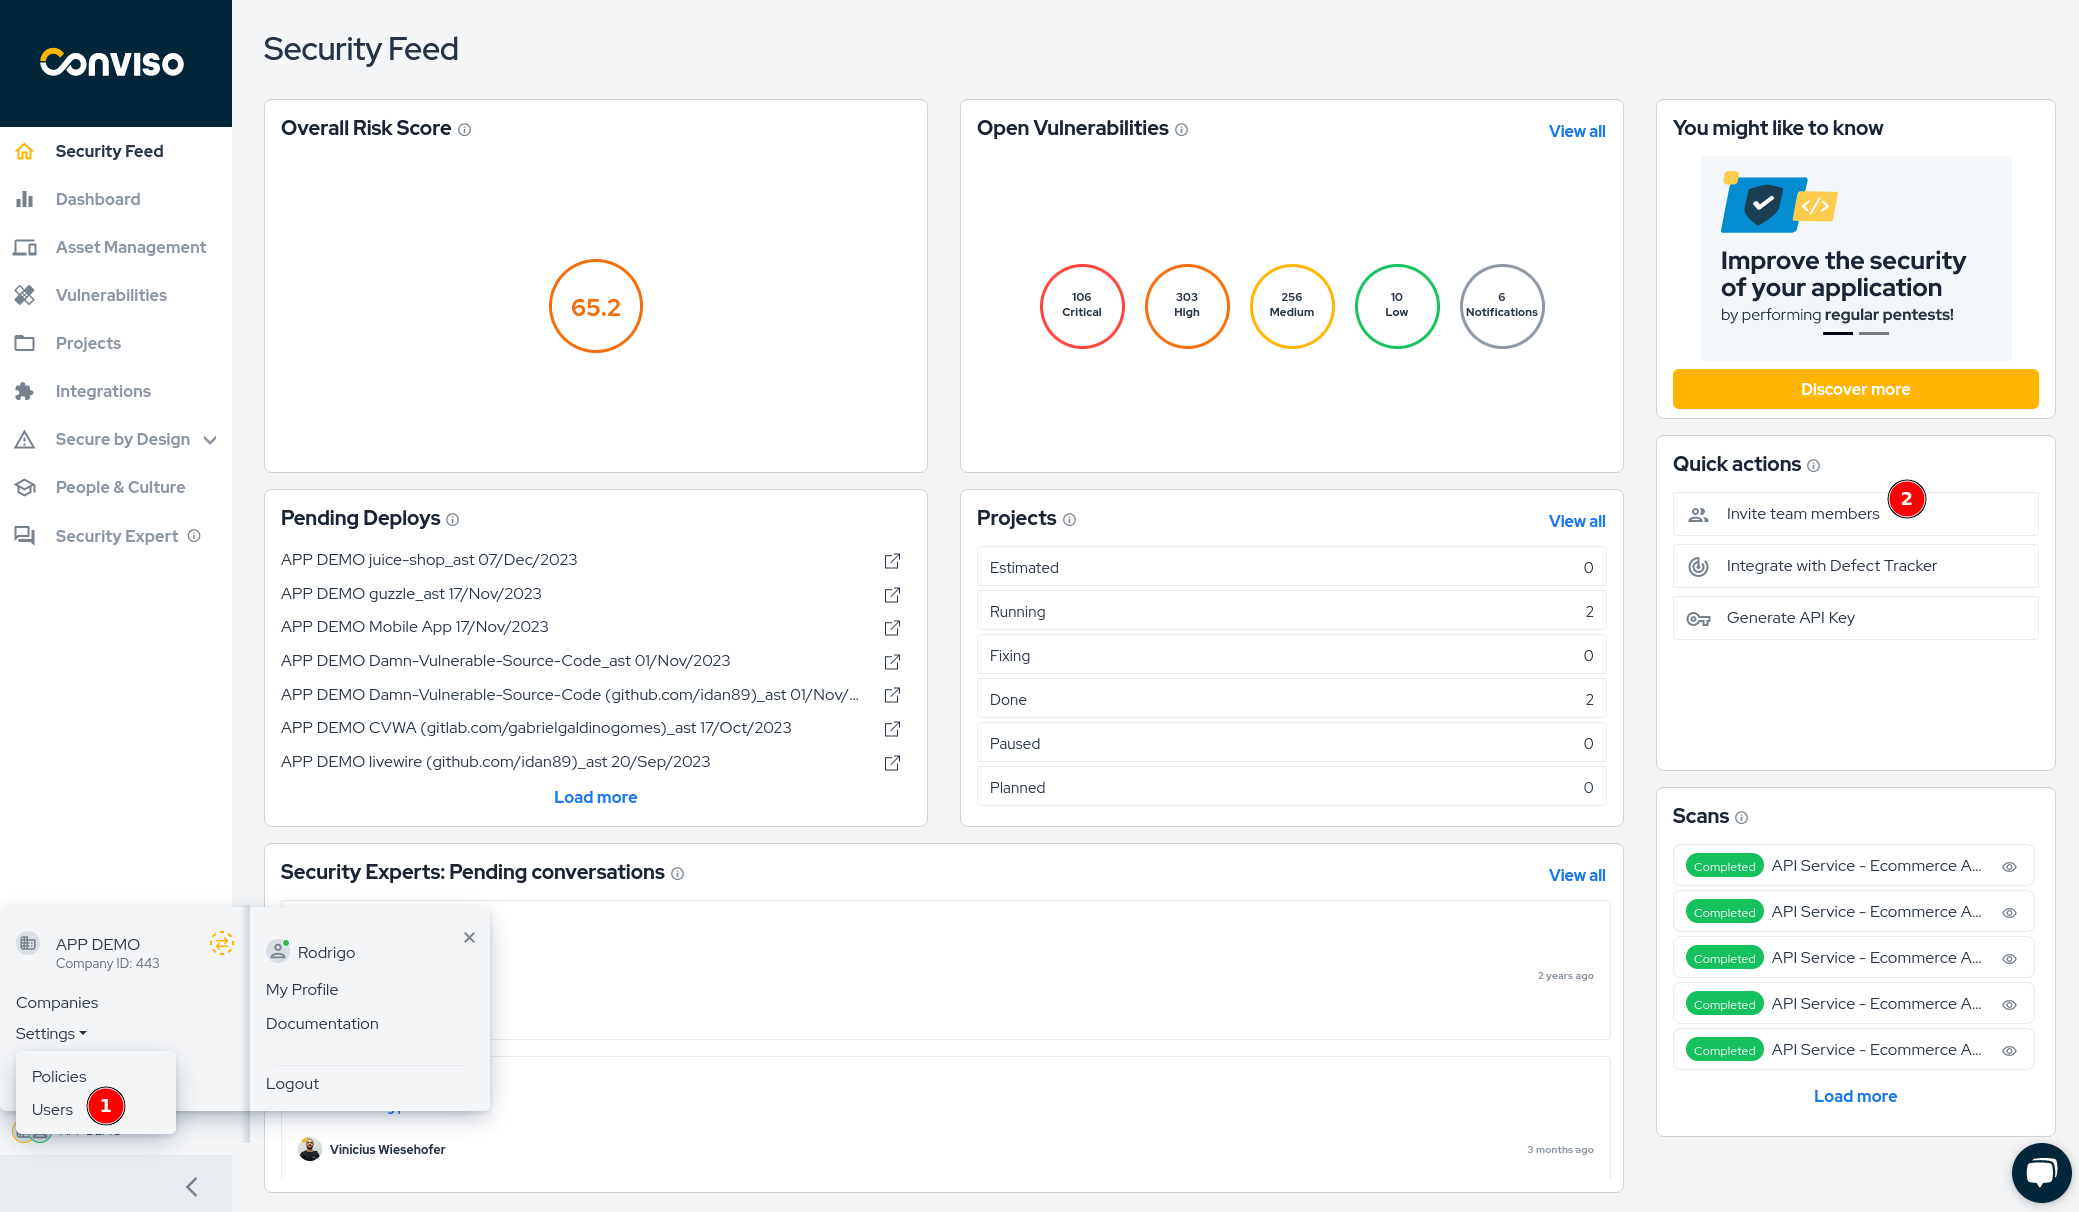 Conviso
Security Feed
Dashboard
Asset Management
Vulnerabilities
Projects
Integrations
Secure by Design
People & Culture
Security Expert
APP DEMO
Company ID: 443
Companies
Settings
Policies
Users
1
Rodrigo
My Profile
Documentation
Logout
Security Feed
Overall Risk Score
65.2
Open Vulnerabilities
View all
106
Critical
303
High
256
Medium
10
Low
6
Notifications
Pending Deploys
APP DEMO juice-shop_ast 07/Dec/2023
APP DEMO guzzle_ast 17/Nov/2023
APP DEMO Mobile App 17/Nov/2023
APP DEMO Damn-Vulnerable-Source-Code_ast 01/Nov/2023
APP DEMO Damn-Vulnerable-Source-Code (github.com/idan89)_ast 01/Nov/...
APP DEMO CVWA (gitlab.com/gabrielgaldinogomes)_ast 17/Oct/2023
APP DEMO livewire (github.com/idan89)_ast 20/Sep/2023
Load more
Projects
View all
Estimated 0
Running 2
Fixing 0
Done 2
Paused 0
Planned 0
Security Experts: Pending conversations
View all
2 years ago
Vinicius Wiesehofer
3 months ago
You might like to know
</>
Improve the security
of your application
by performing regular pentests!
Discover more
Quick actions
Invite team members
2
Integrate with Defect Tracker
Generate API Key
Scans
Completed API Service - Ecommerce A...
Completed API Service - Ecommerce A...
Completed API Service - Ecommerce A...
Completed API Service - Ecommerce A...
Completed API Service - Ecommerce A...
Load more